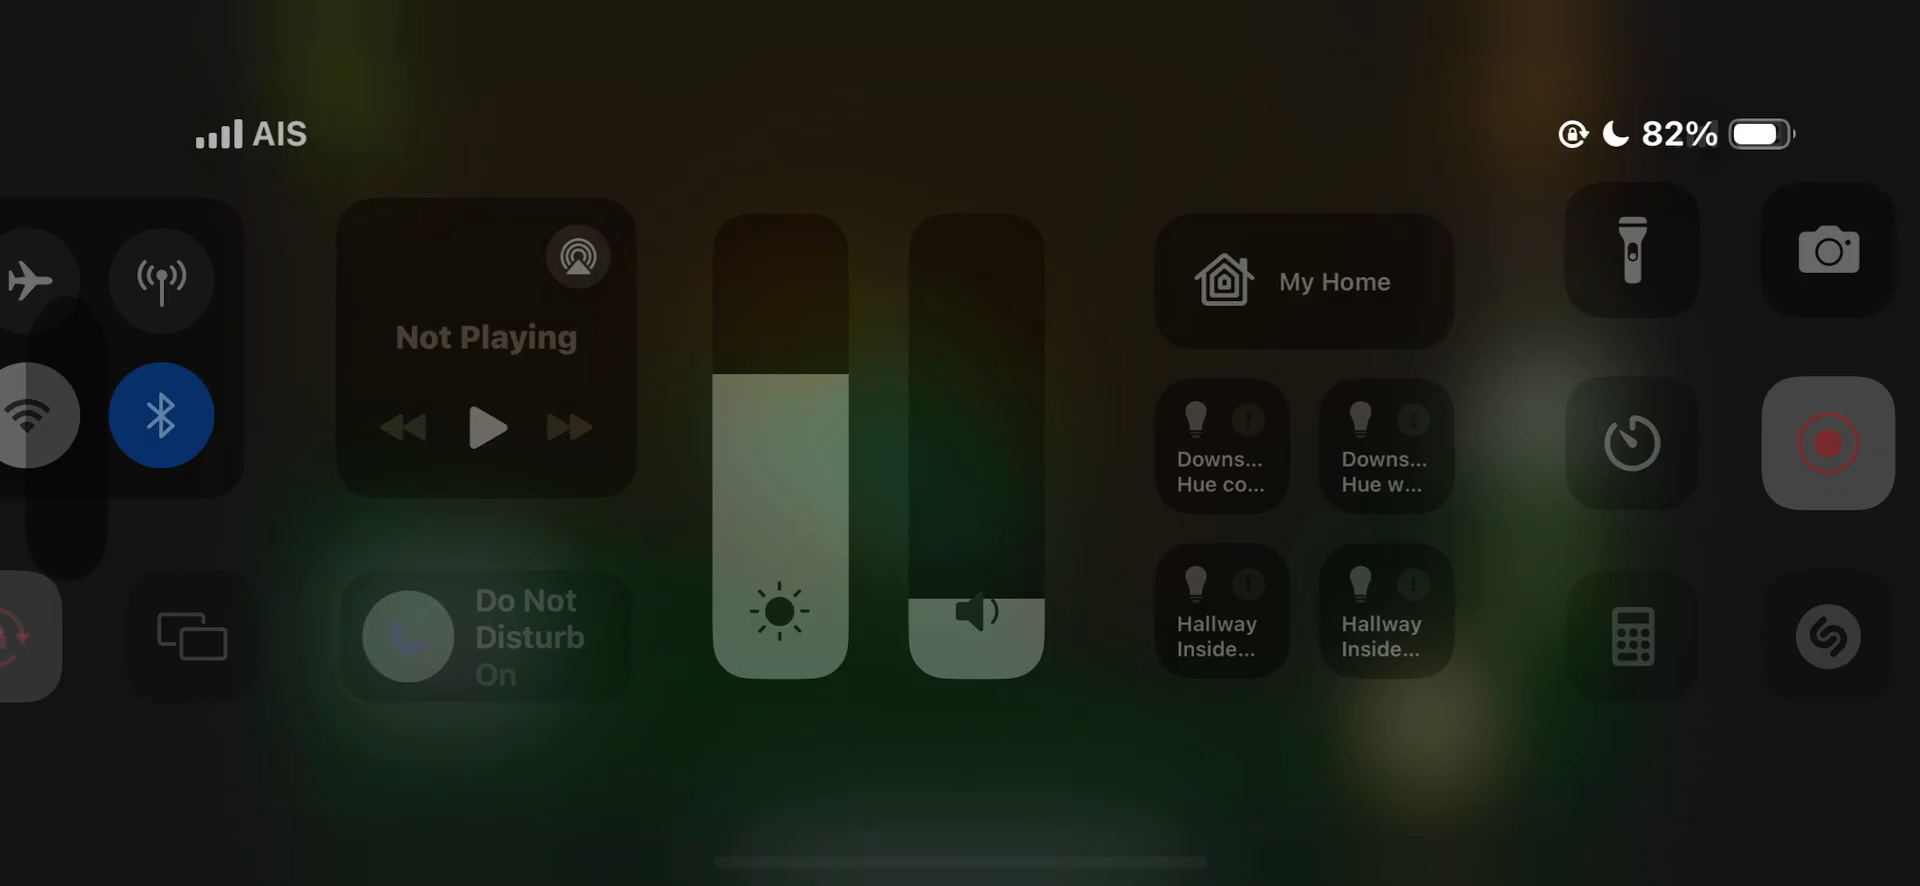 AIS
82%
Not Playing
Do Not
Disturb
On
My Home
Downs...
Hue co...
Downs...
Hue w...
Hallway
Inside...
Hallway
Inside...